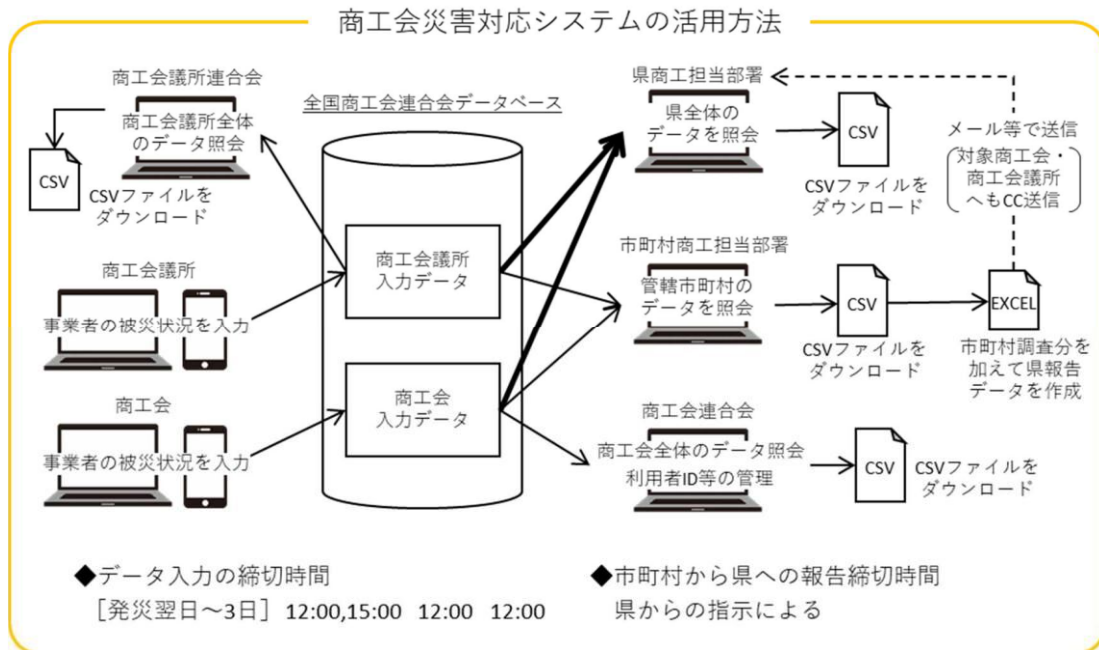 商工会災害対応システムの活用方法
商工会議所連合会
商工会議所全体
のデータ照会
CSV
CSVファイルを
ダウンロード
商工会議所
事業者の被災状況を入力
商工会
事業者の被災状況を入力
全国商工会連合会データベース
商工会議所
入力データ
商工会
入力データ
県商工担当部署
県全体の
データを照会
CSV
CSVファイルを
ダウンロード
メール等で送信
対象商工会・
商工会議所
へもCC送信
市町村商工担当部署
管轄市町村の
データを照会
CSV
CSVファイルを
ダウンロード
EXCEL
市町村調査分を
加えて県報告
データを作成
商工会連合会
商工会全体のデータ照会
利用者ID等の管理
CSV
CSVファイルを
ダウンロード
◆データ入力の締切時間
[発災翌日～3日] 12:00,15:00 12:00 12:00
◆市町村から県への報告締切時間
県からの指示による